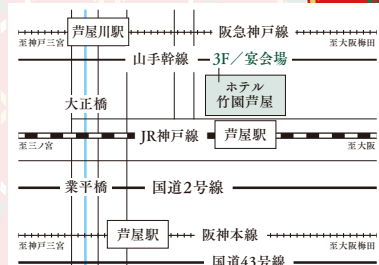 芦屋川駅
阪急神戸線
至神戸三宮
至大阪梅田
山手幹線
3F／宴会場
ホテル
竹園芦屋
大正橋
JR神戸線
芦屋駅
至三ノ宮
至大阪
業平橋
国道2号線
芦屋駅
阪神本線
至神戸三宮
至大阪梅田
国道43号線